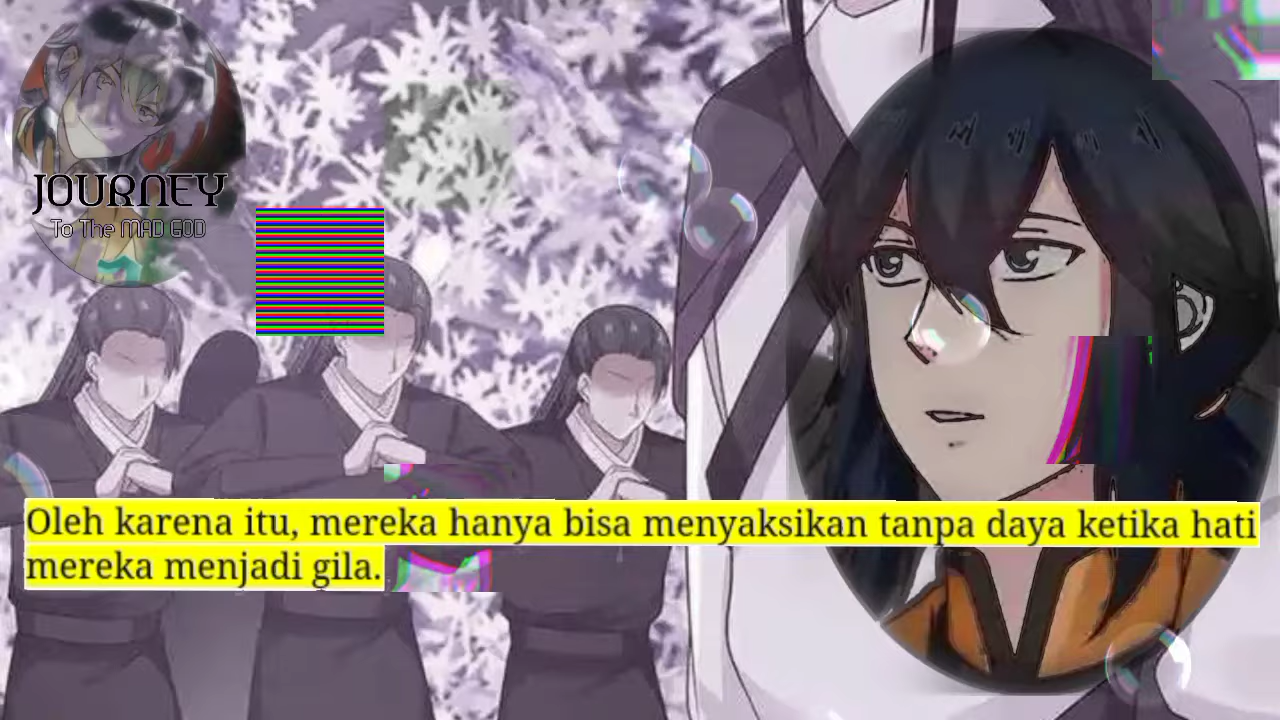 JOURNEY
To The MAD GOD
Oleh karena itu, mereka hanya bisa menyaksikan tanpa daya ketika hati
mereka menjadi gila.